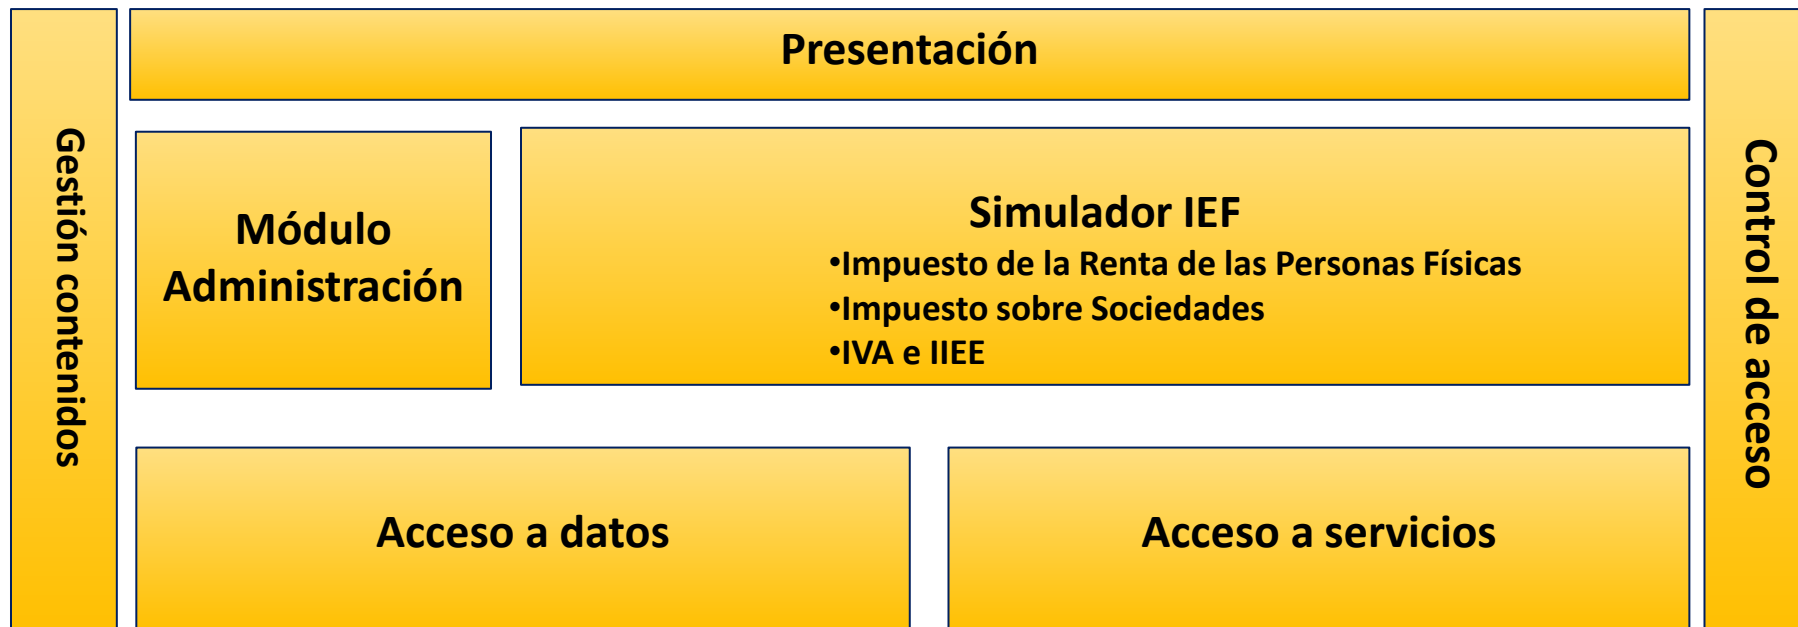 Gestión contenidos
Presentación
Módulo
Administración
Simulador IEF
•Impuesto de la Renta de las Personas Físicas
•Impuesto sobre Sociedades
•IVA e IIEE
Acceso a datos
Acceso a servicios
Control de acceso